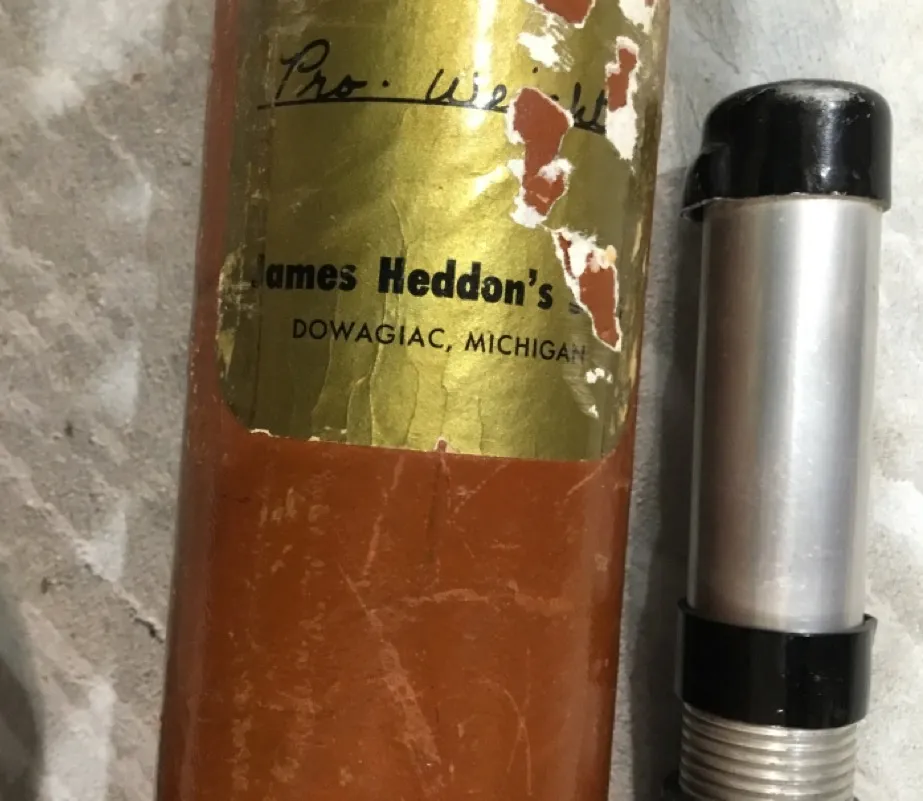 Pro. Weight
James Heddon's
DOWAGIAC, MICHIGAN